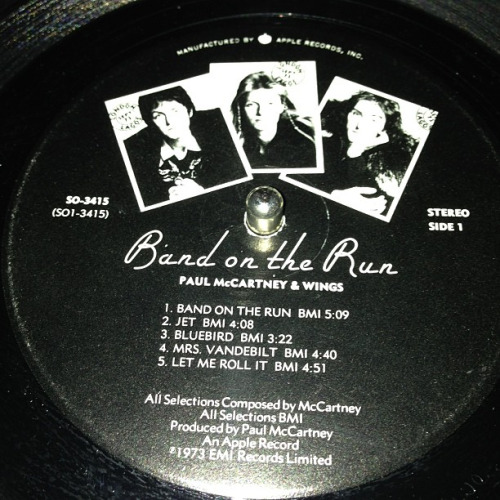 MANUFACTURED BY APPLE RECORDS, INC.
SO-3415
(SO1-3415)
STEREO
SIDE 1
Band on the Run
PAUL McCARTNEY & WINGS
1. BAND ON THE RUN BMI 5:09
2. JET BMI 4:08
3. BLUEBIRD BMI 3:22
4. MRS. VANDEBILT BMI 4:40
5. LET ME ROLL IT BMI 4:51
All Selections Composed by McCartney
All Selections BMI
Produced by Paul McCartney
An Apple Record
℗1973 EMI Records Limited